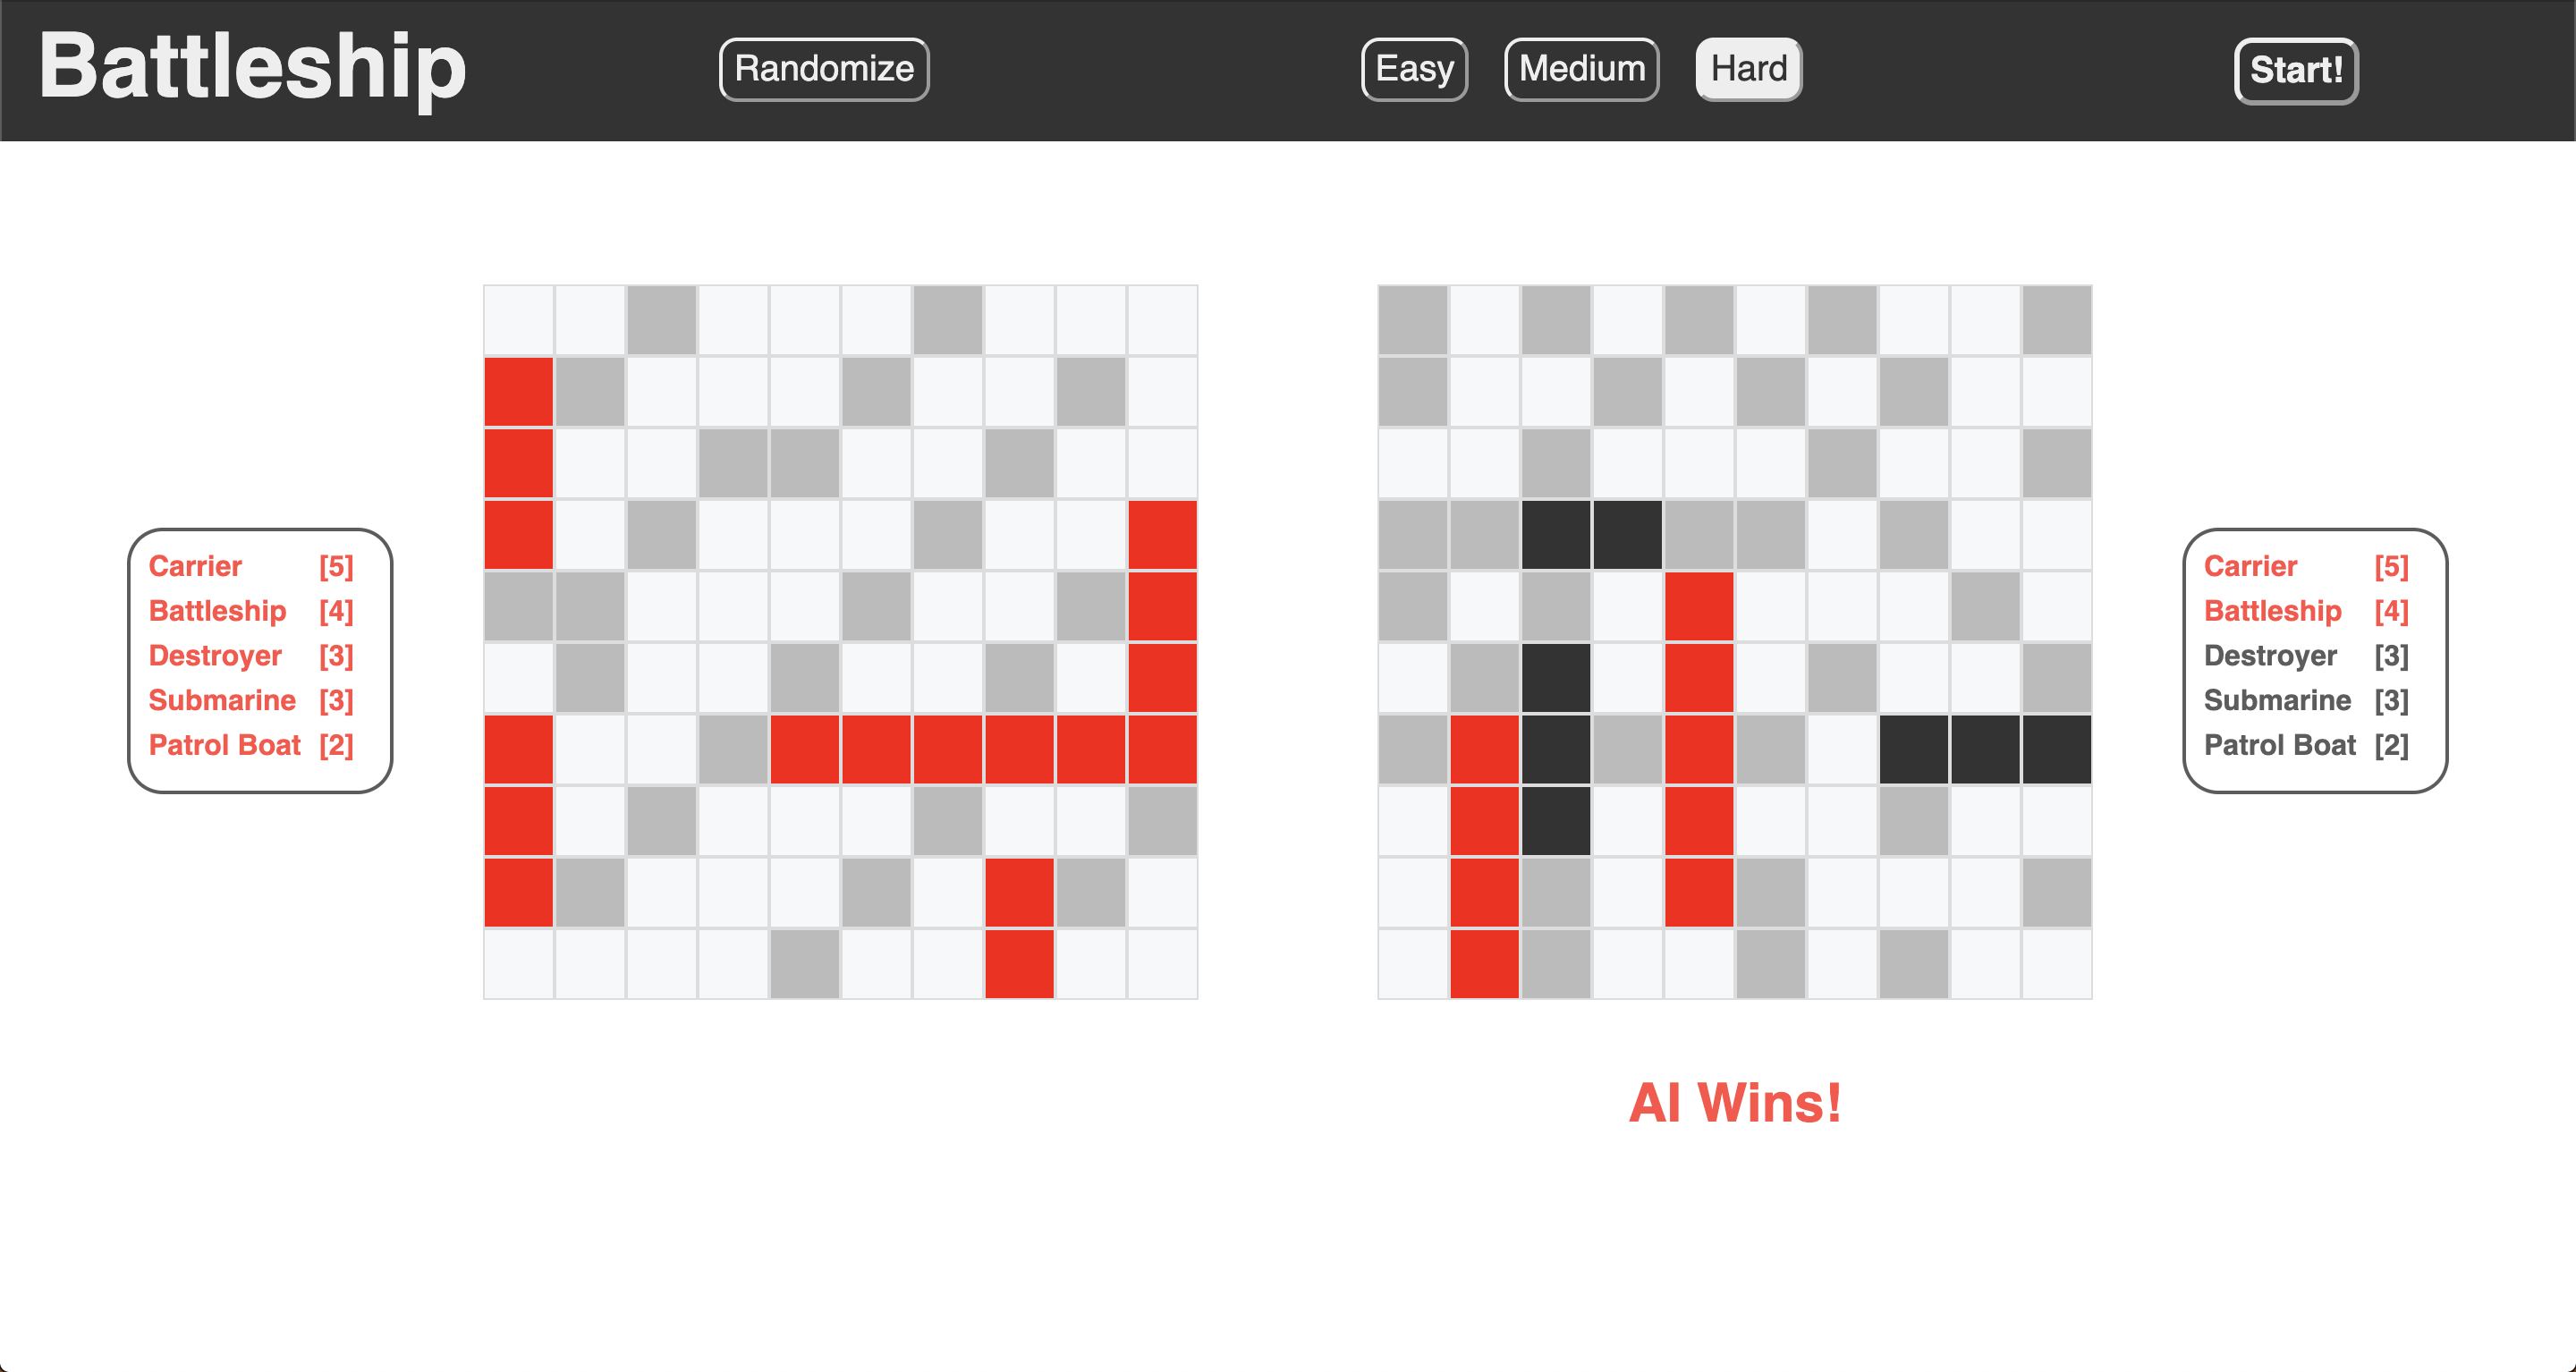 Battleship
Randomize
Easy Medium Hard
Start!
Carrier [5]
Battleship [4]
Destroyer [3]
Submarine [3]
Patrol Boat [2]
Carrier [5]
Battleship [4]
Destroyer [3]
Submarine [3]
Patrol Boat [2]
AI Wins!